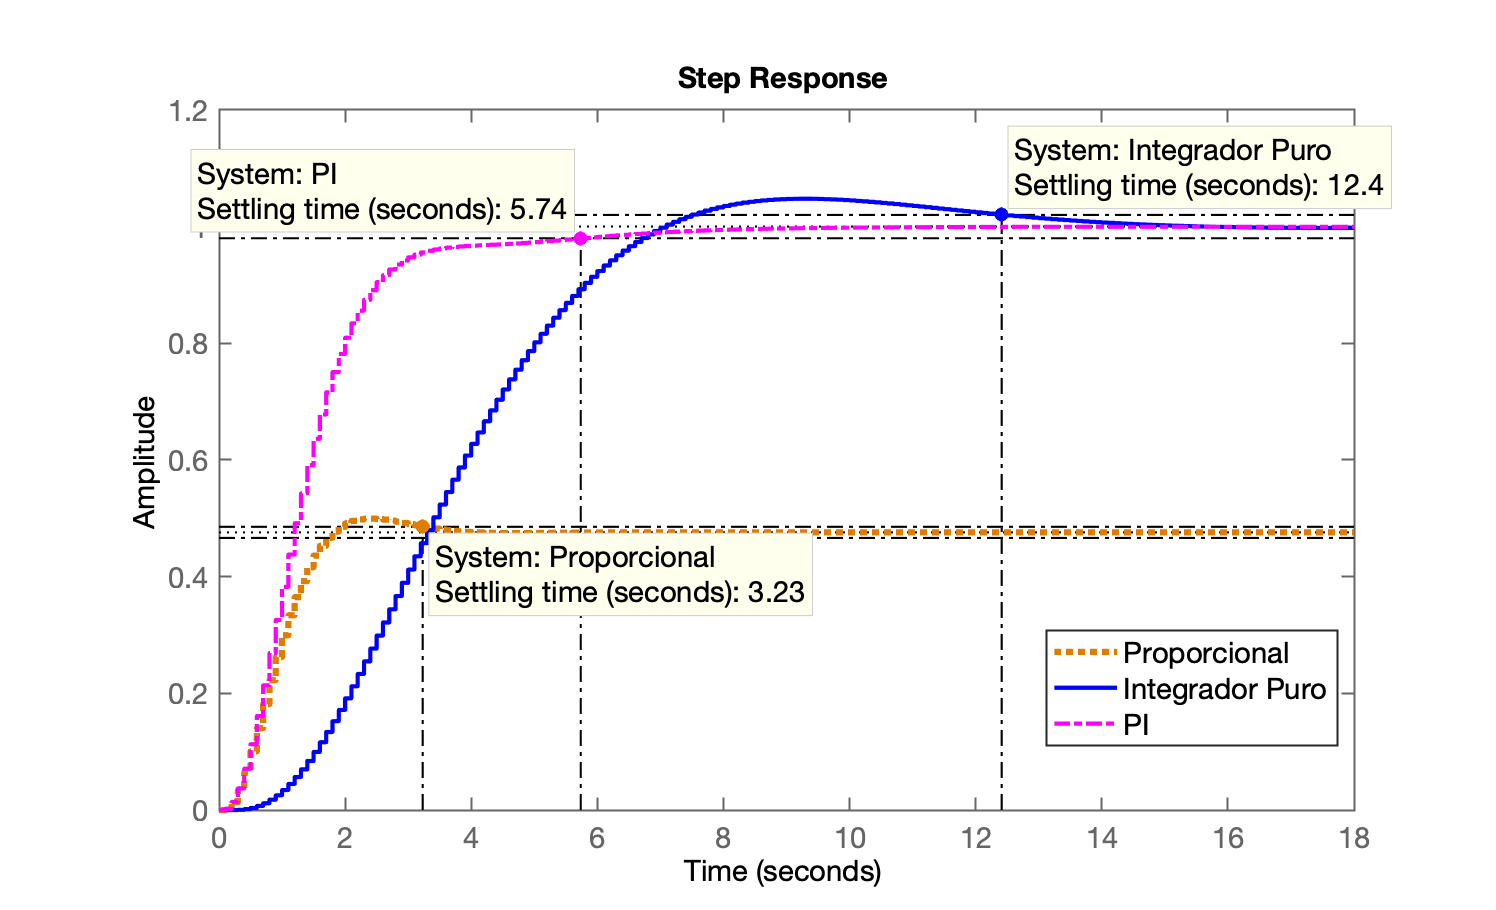 Step Response
System: PI
Settling time (seconds): 5.74
System: Integrador Puro
Settling time (seconds): 12.4
System: Proporcional
Settling time (seconds): 3.23
Amplitude
1.2
0.8
0.6
0.4
0.2
0
0 2 4 6 8 10 12 14 16 18
Time (seconds)
Proporcional
Integrador Puro
PI